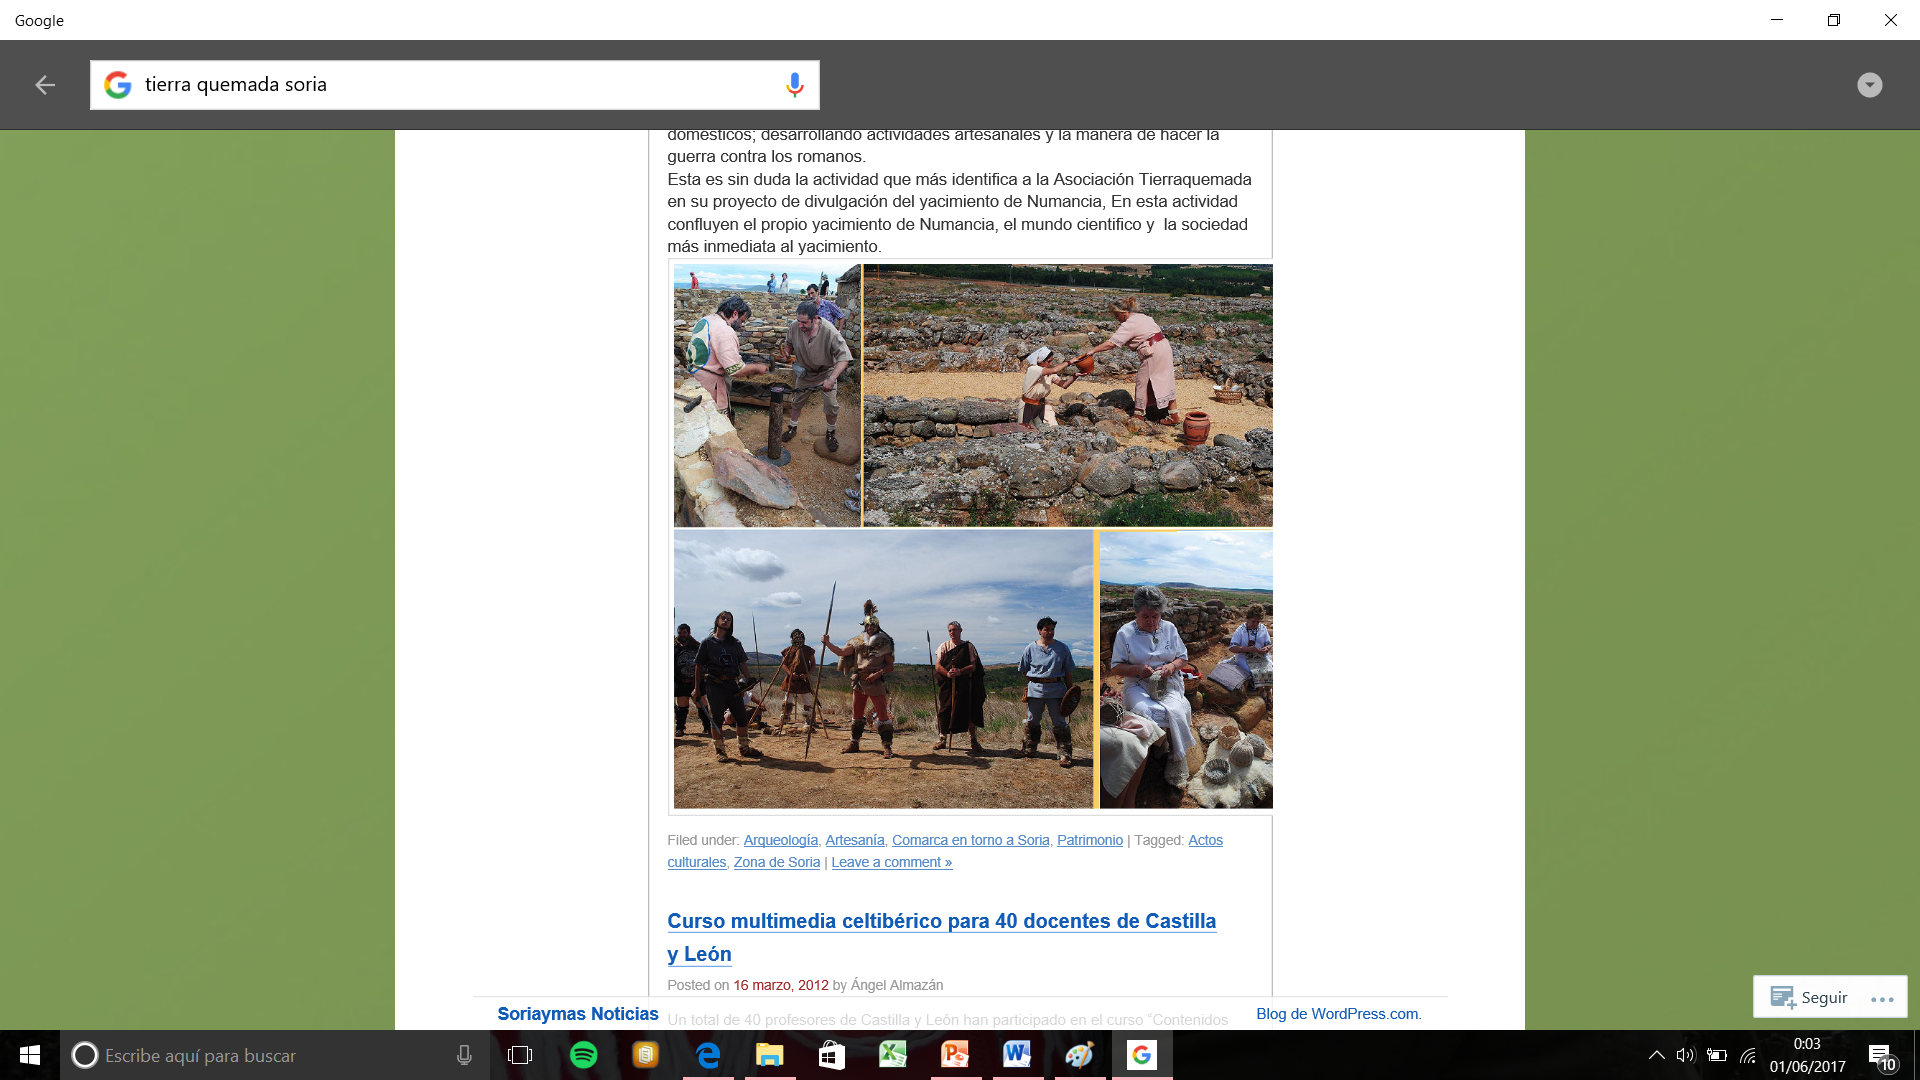 Google
tierra quemada soria
domésticos; desarrollando actividades artesanales y la manera de hacer la
guerra contra los romanos.
Esta es sin duda la actividad que más identifica a la Asociación Tierraquemada
en su proyecto de divulgación del yacimiento de Numancia, En esta actividad
confluyen el propio yacimiento de Numancia, el mundo cientifico y  la sociedad
más inmediata al yacimiento.
Filed under: Arqueología, Artesanía, Comarca en torno a Soria, Patrimonio | Tagged: Actos
culturales, Zona de Soria | Leave a comment »
Curso multimedia celtibérico para 40 docentes de Castilla
y León
Posted on 16 marzo, 2012 by Ángel Almazán
Seguir
Soriaymas Noticias
Un total de 40 profesores de Castilla y León han participado en el curso “Contenidos
Blog de WordPress.com.
Escribe aquí para buscar
0:03
01/06/2017
10